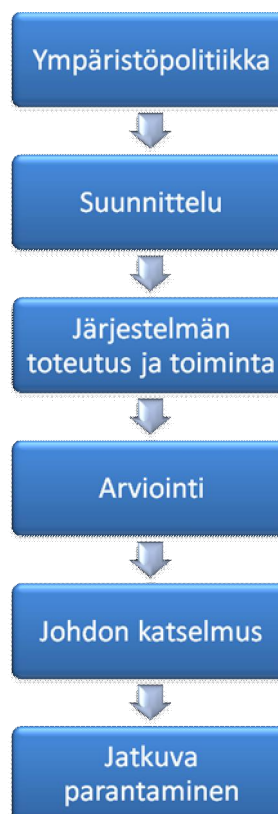 Ympäristöpolitiikka
Suunnittelu
Järjestelmän
toteutus ja toiminta
Arviointi
Johdon katselmus
Jatkuva
parantaminen